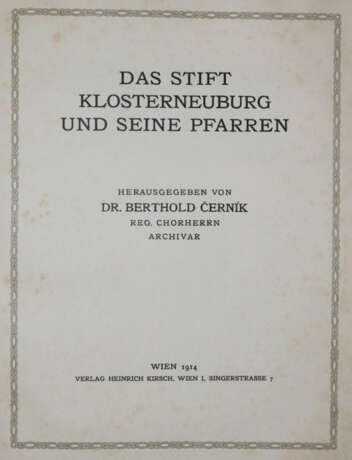 DAS STIFT
KLOSTERNEUBURG
UND SEINE PFARREN
HERAUSGEGEBEN VON
DR. BERTHOLD ČERNÍK
REG. CHORHERRN
ARCHIVAR
WIEN 1914
VERLAG HEINRICH KIRSCH, WIEN I, SINGERSTRASSE 7